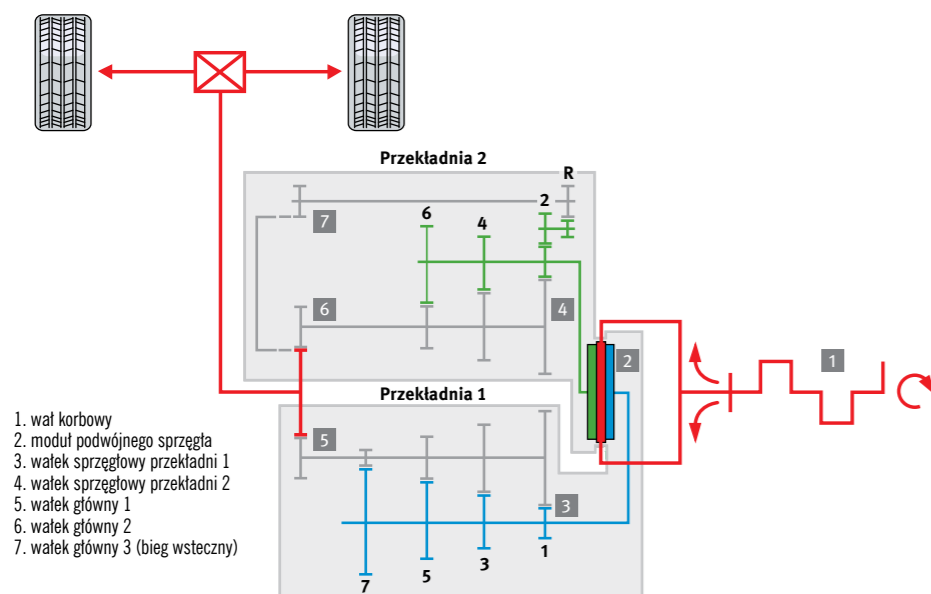 Przekładnia 2
R
2
7
6
4
6
4
2
1
Przekładnia 1
5
3
1
3
5
7
1. wał korbowy
2. moduł podwójnego sprzęgła
3. wałek sprzęgłowy przekładni 1
4. wałek sprzęgłowy przekładni 2
5. wałek główny 1
6. wałek główny 2
7. wałek główny 3 (bieg wsteczny)